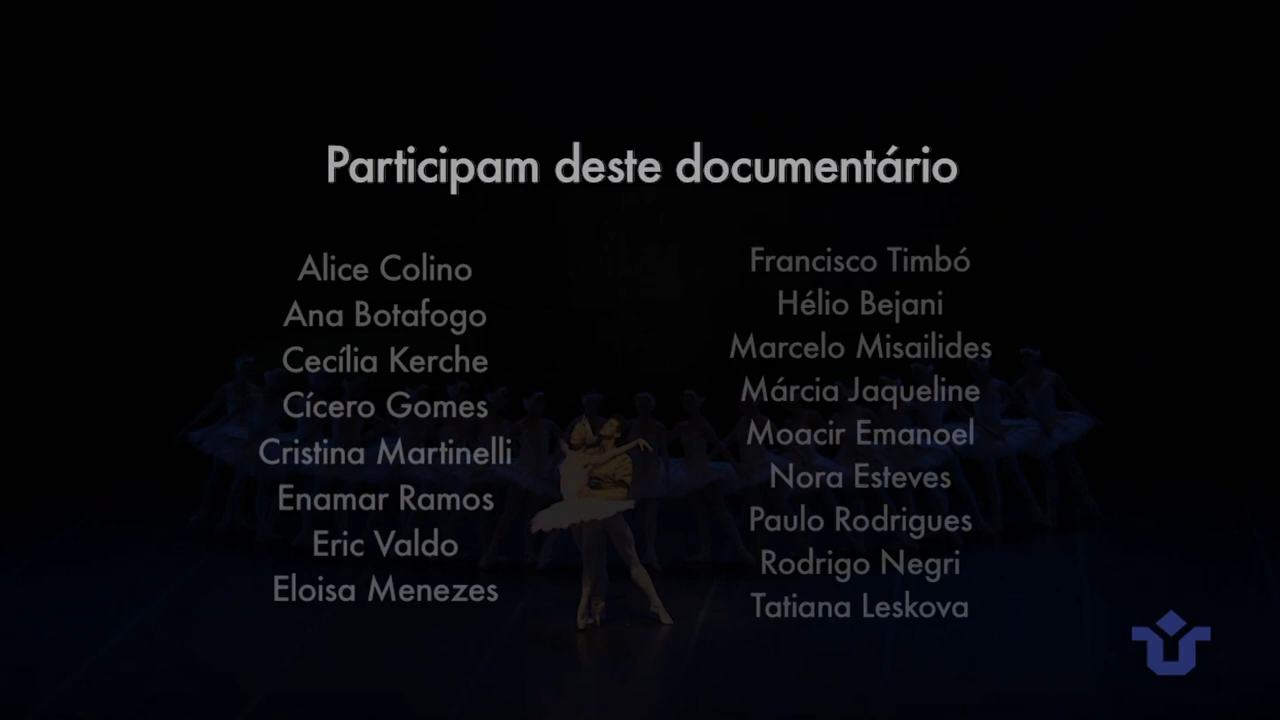 Participam deste documentário
Alice Colino
Ana Botafogo
Cecília Kerche
Cícero Gomes
Cristina Martinelli
Enamar Ramos
Eric Valdo
Eloisa Menezes
Francisco Timbó
Hélio Bejani
Marcelo Misailides
Márcia Jaqueline
Moacir Emanoel
Nora Esteves
Paulo Rodrigues
Rodrigo Negri
Tatiana Leskova